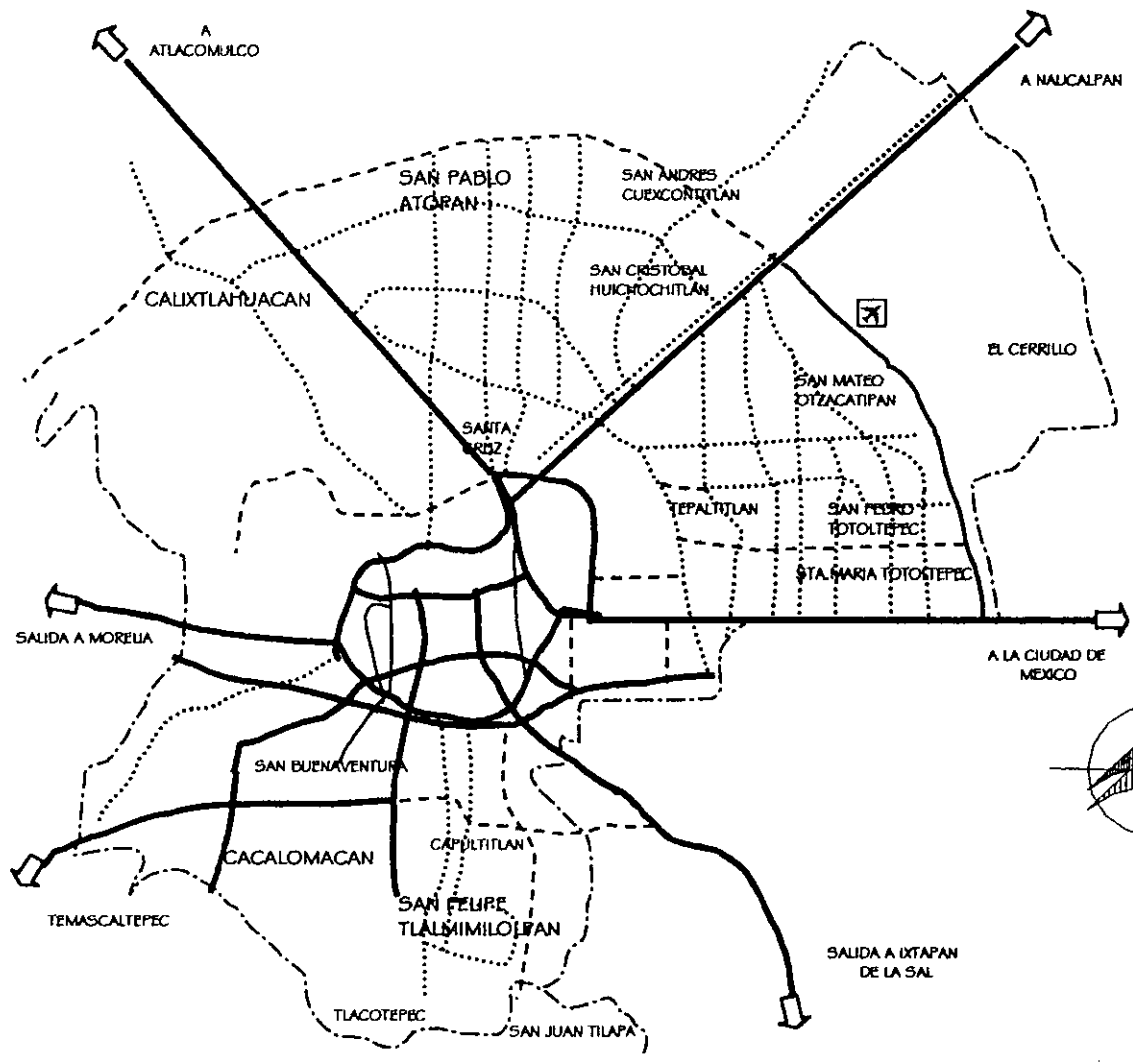 A
ATLACOMULCO
A NAUCALPAN
SAN PABLO
ATOPAN
SAN ANDRES
CUEXCONTITLAN
SAN CRISTOBAL
HUICHOCHITLÁN
CALIXTLAHUACAN
EL CERRILLO
SAN MATEO
OTZACATIPAN
SANTA
CRUZ
TEPALTITLAN
SAN PEDRO
TOTOLTEPEC
STA. MARIA TOTOLTEPEC
SALIDA A MORELIA
A LA CIUDAD DE
MEXICO
SAN BUENAVENTURA
CAPULTITLAN
CACALOMACAN
SAN FELIPE
TLALMIMILOLPAN
TEMASCALTEPEC
SALIDA A IXTAPAN
DE LA SAL
TLACOTEPEC
SAN JUAN TILAPA